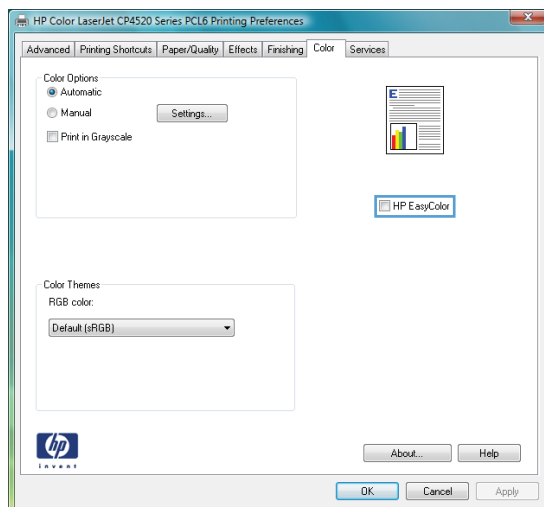 HP Color LaserJet CP4520 Series PCL6 Printing Preferences
Advanced Printing Shortcuts Paper/Quality Effects Finishing Color Services
Color Options
Automatic
Manual
Settings...
Print in Grayscale
E
HP EasyColor
Color Themes
RGB color:
Default (sRGB)
hp
invent
About...
Help
OK
Cancel
Apply